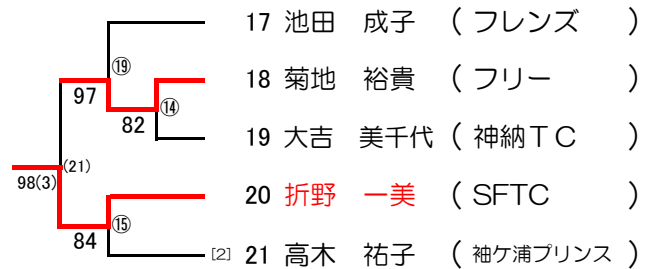 17 池田 成子 ( フレンズ )
⑲
97
18 菊地 裕貴 ( フリー )
⑭
82
19 大吉 美千代 ( 神納TC )
(21)
98(3)
20 折野 一美 ( SFTC )
⑮
84
[2] 21 高木 祐子 ( 袖ケ浦プリンス )